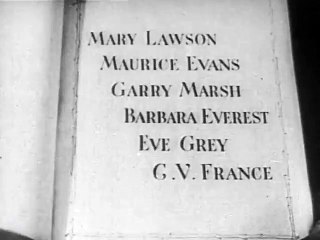 MARY LAWSON
MAURICE EVANS
GARRY MARSH
BARBARA EVEREST
EVE GREY
C.V. FRANCE